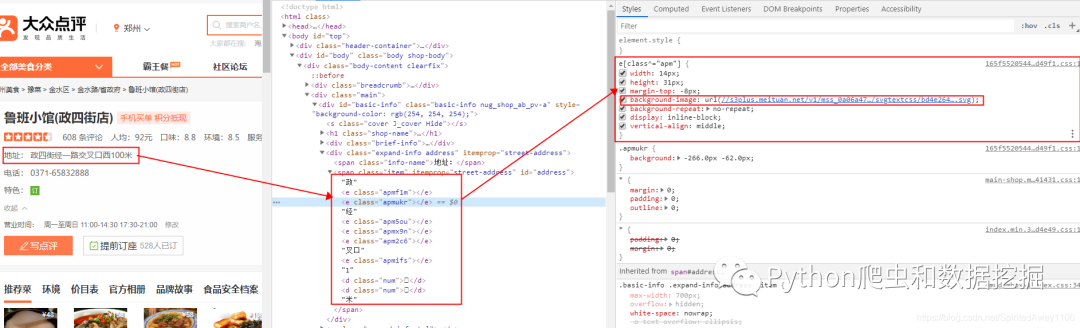 大众点评
发现品质生活
郑州
搜索商户名、
大家都在搜：
全部美食分类
霸王餐
HOT
社区论坛
州美食 > 豫菜 > 金水区 > 金水路/省政府 > 鲁班小馆(政四街店)
鲁班小馆(政四街店)
手机买单 积分抵现
608 条评论 人均：92元 口味：8.8 环境：8.5 服务
地址： 政四街经一路交叉口西100米
电话： 0371-65832888
特色：
收起
营业时间： 周一至周日 11:00-14:30 17:30-21:00 修改
写点评
提前订座 528人已订
推荐菜 环境 价目表 官方相册 品牌故事 食品安全档案
<!doctype html>
<html class>
<head>…</head>
<body id="top">
<div class="header-container">…</div>
<div id="body" class="body shop-body">
<div class="body-content clearfix">
::before
<div class="breadcrumb">…</div>
<div class="main">
<div id="basic-info" class="basic-info nug_shop_ab_pv-a" style="
background-color: rgb(254, 254, 254);">
<s class="cover J_cover Hide"></s>
<h1 class="shop-name">…</h1>
<div class="brief-info">…</div>
<div class="expand-info address" itemprop="street-address">
<span class="info-name">地址：</span>
<span class="item" itemprop="street-address" id="address">
"政"
<e class="apmf1m"></e>
<e class="apmukr"></e> == $0
"经"
<e class="apm5ou"></e>
<e class="apmx9n"></e>
<e class="apm2c6"></e>
"叉口"
<e class="apmifs"></e>
"1"
<d class="num"></d>
<d class="num"></d>
"米"
</span>
</div>
Styles Computed Event Listeners DOM Breakpoints Properties Accessibility
Filter
:hov .cls +
element.style {
}
e[class^="apm"] {
165f5520544…d49f1.css:1
width: 14px;
height: 31px;
margin-top: -8px;
background-image: url(//s3plus.meituan.net/v1/mss_0a06a47…/svgtextcss/bd4e264….svg);
background-repeat: no-repeat;
display: inline-block;
vertical-align: middle;
}
.apmukr {
165f5520544…d49f1.css:1
background: -266.0px -62.0px;
}
* {
main-shop.m…41431.css:1
margin: 0;
padding: 0;
outline: 0;
}
* {
index.min.3…d4e49.css:1
padding: 0;
margin: 0;
}
Inherited from span#address
.basic-info .expand-info.address .item {
max-width: 700px;
overflow: hidden;
white-space: nowrap;
text-overflow: ellipsis;
Python爬虫和数据挖掘